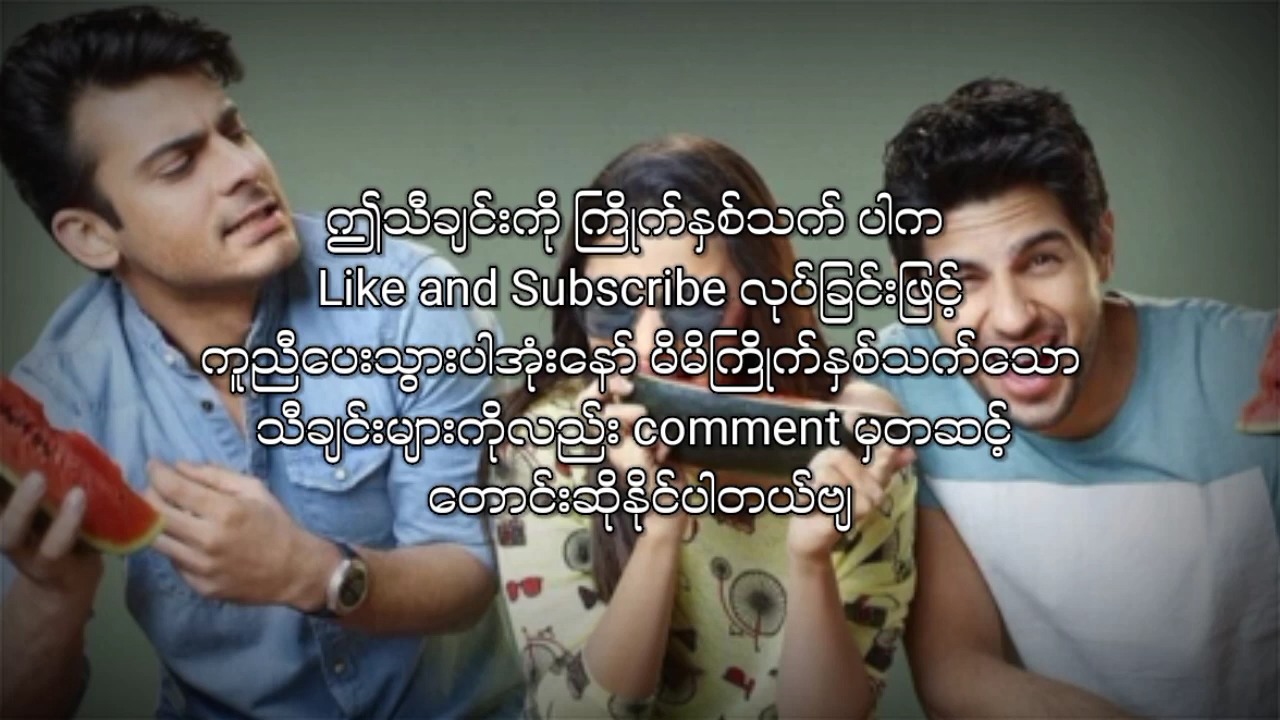 ဤသီချင်းကို ကြိုက်နှစ်သက် ပါက
Like and Subscribe လုပ်ခြင်းဖြင့်
ကူညီပေးသွားပါအုံးနော် မိမိကြိုက်နှစ်သက်သော
သီချင်းများကိုလည်း comment မှတဆင့်
တောင်းဆိုနိုင်ပါတယ်ဗျ